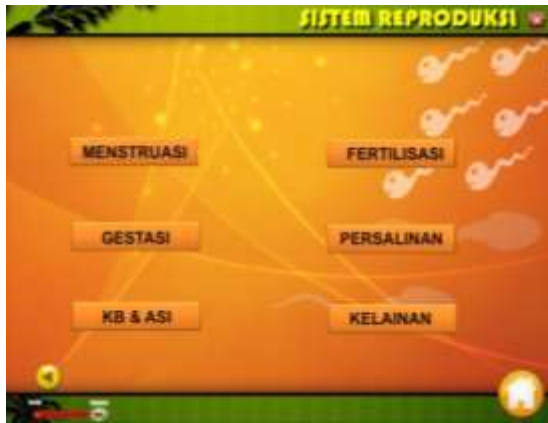 SISTEM REPRODUKSI
MENSTRUASI
FERTILISASI
GESTASI
PERSALINAN
KB & ASI
KELAINAN